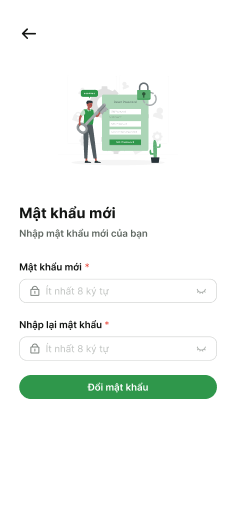 Mật khẩu mới
Nhập mật khẩu mới của bạn
Mật khẩu mới *
Ít nhất 8 ký tự
Nhập lại mật khẩu *
Ít nhất 8 ký tự
Đổi mật khẩu